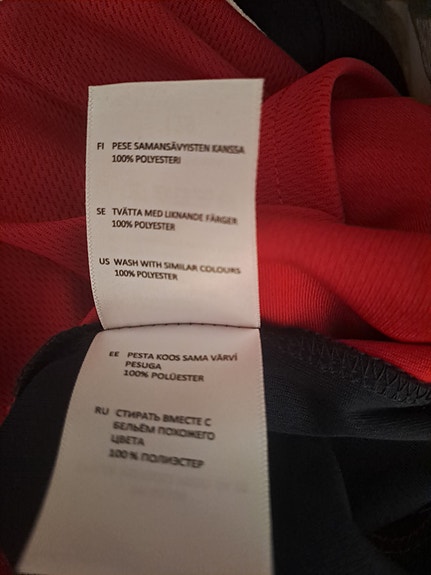 FI PESE SAMANSÄVYISTEN KANSSA
100% POLYESTERI
SE TVÄTTA MED LIKNANDE FÄRGER
100% POLYESTER
US WASH WITH SIMILAR COLOURS
100% POLYESTER
EE PESTA KOOS SAMA VÄRVI
PESUGA
100% POLÜESTER
RU СТИРАТЬ ВМЕСТЕ С
БЕЛЬЁМ ПОХОЖЕГО
ЦВЕТА
100% ПОЛИЭСТЕР